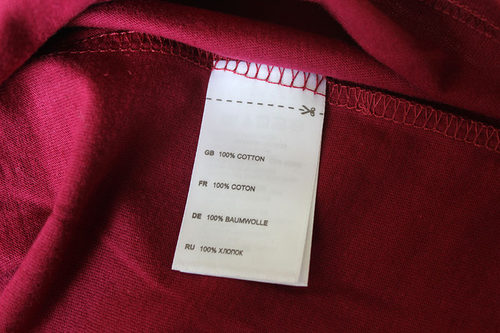 GB 100% COTTON
FR 100% COTON
DE 100% BAUMWOLLE
RU 100% ХЛОПОК